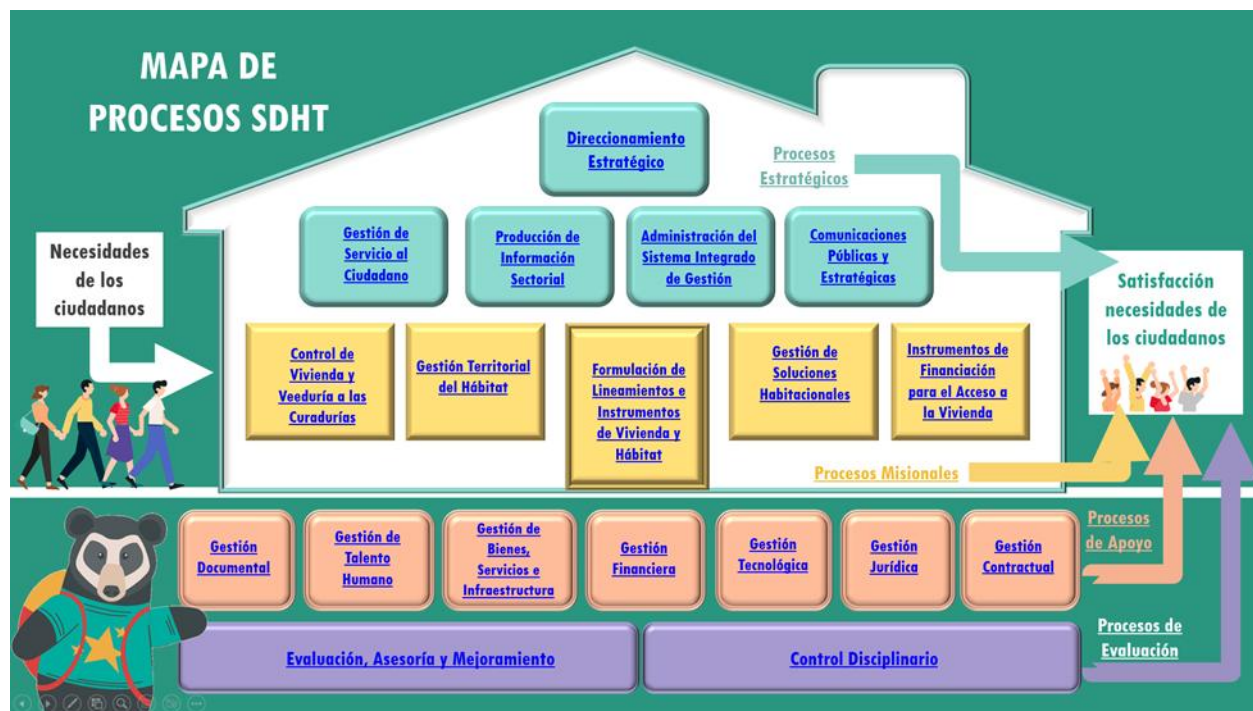 MAPA DE
PROCESOS SDHT
Direccionamiento
Estratégico
Procesos
Estratégicos
Gestión de
Servicio al
Ciudadano
Producción de
Información
Sectorial
Administración del
Sistema Integrado
de Gestión
Comunicaciones
Públicas y
Estratégicas
Necesidades
de los
ciudadanos
Satisfacción
necesidades de
los ciudadanos
Control de
Vivienda y
Veeduría a las
Curadurías
Gestión Territorial
del Hábitat
Formulación de
Lineamientos e
Instrumentos
de Vivienda y
Hábitat
Gestión de
Soluciones
Habitacionales
Instrumentos de
Financiación
para el Acceso a
la Vivienda
Procesos Misionales
Gestión
Documental
Gestión de
Talento
Humano
Gestión de
Bienes,
Servicios e
Infraestructura
Gestión
Financiera
Gestión
Tecnológica
Gestión
Jurídica
Gestión
Contractual
Procesos
de Apoyo
Evaluación, Asesoría y Mejoramiento
Control Disciplinario
Procesos de
Evaluación